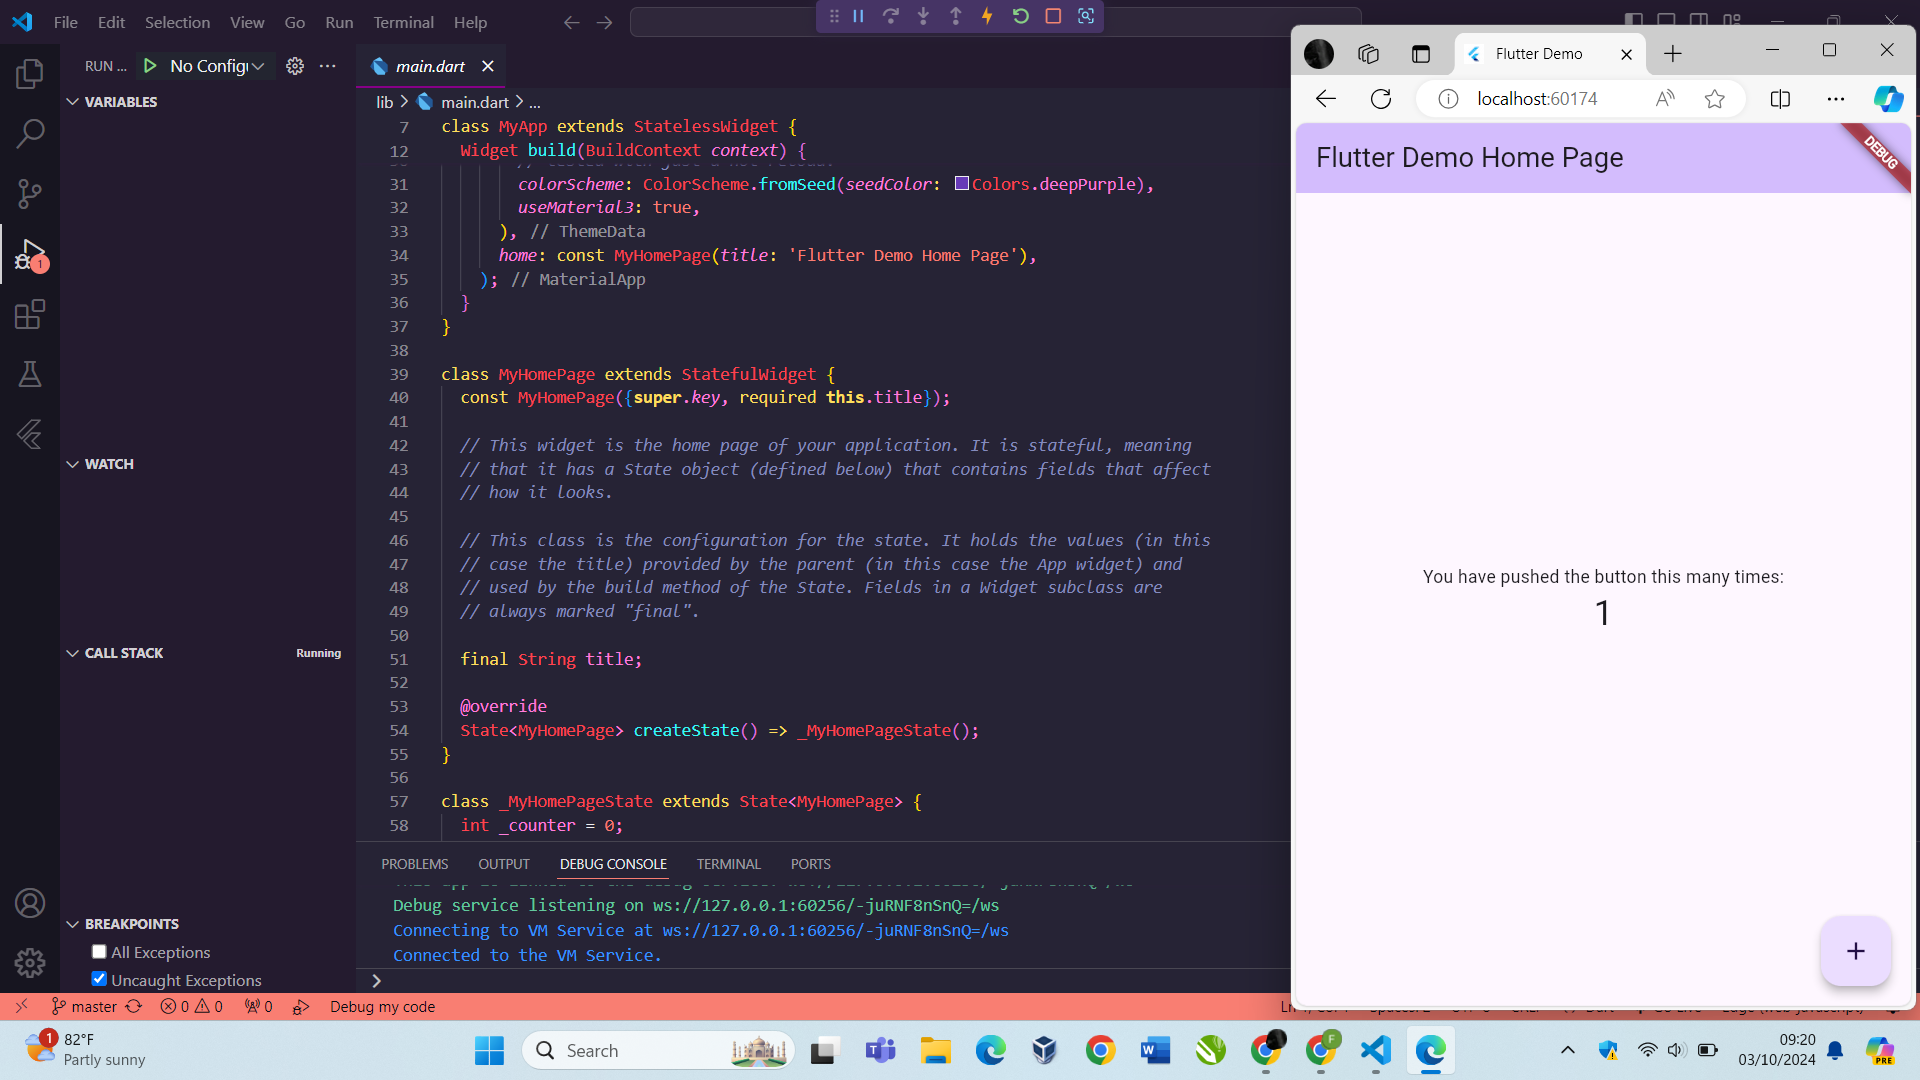 File Edit Selection View Go Run Terminal Help
RUN ... No Config
VARIABLES
WATCH
CALL STACK Running
BREAKPOINTS
All Exceptions
Uncaught Exceptions
1
main.dart
lib > main.dart > ...
7 class MyApp extends StatelessWidget {
12 Widget build(BuildContext context) {
31 colorScheme: ColorScheme.fromSeed(seedColor: Colors.deepPurple),
32 useMaterial3: true,
33 ), // ThemeData
34 home: const MyHomePage(title: 'Flutter Demo Home Page'),
35 ); // MaterialApp
36 }
37 }
38
39 class MyHomePage extends StatefulWidget {
40 const MyHomePage({super.key, required this.title});
41
42 // This widget is the home page of your application. It is stateful, meaning
43 // that it has a State object (defined below) that contains fields that affect
44 // how it looks.
45
46 // This class is the configuration for the state. It holds the values (in this
47 // case the title) provided by the parent (in this case the App widget) and
48 // used by the build method of the State. Fields in a Widget subclass are
49 // always marked "final".
50
51 final String title;
52
53 @override
54 State<MyHomePage> createState() => _MyHomePageState();
55 }
56
57 class _MyHomePageState extends State<MyHomePage> {
58 int _counter = 0;
PROBLEMS OUTPUT DEBUG CONSOLE TERMINAL PORTS
Debug service listening on ws://127.0.0.1:60256/-juRNF8nSnQ=/ws
Connecting to VM Service at ws://127.0.0.1:60256/-juRNF8nSnQ=/ws
Connected to the VM Service.
>
master 0 0 0 Debug my code
Flutter Demo
localhost:60174
Flutter Demo Home Page
DEBUG
You have pushed the button this many times:
1
+
1
82°F
Partly sunny
Search
F
PRE
09:20
03/10/2024